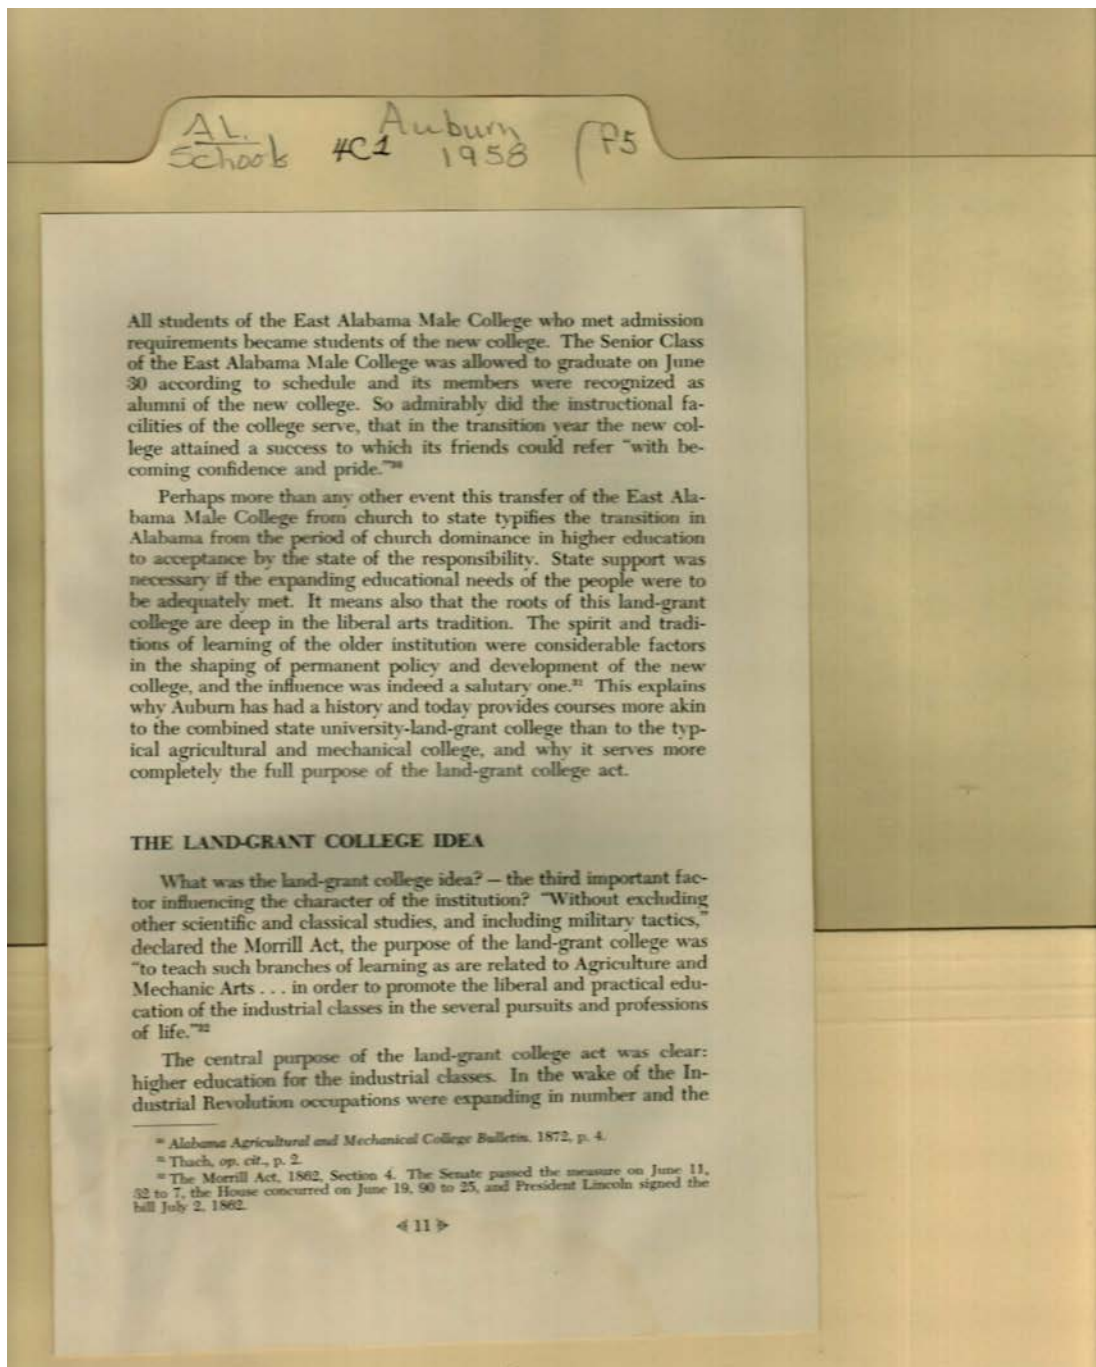 AL. Auburn
Schools 4C1 1958 (P5
All students of the East Alabama Male College who met admission
requirements became students of the new college. The Senior Class
of the East Alabama Male College was allowed to graduate on June
30 according to schedule and its members were recognized as
alumni of the new college. So admirably did the instructional fa-
cilities of the college serve, that in the transition year the new col-
lege attained a success to which its friends could refer "with be-
coming confidence and pride."³⁰
Perhaps more than any other event this transfer of the East Ala-
bama Male College from church to state typifies the transition in
Alabama from the period of church dominance in higher education
to acceptance by the state of the responsibility. State support was
necessary if the expanding educational needs of the people were to
be adequately met. It means also that the roots of this land-grant
college are deep in the liberal arts tradition. The spirit and tradi-
tions of learning of the older institution were considerable factors
in the shaping of permanent policy and development of the new
college, and the influence was indeed a salutary one.³¹ This explains
why Auburn has had a history and today provides courses more akin
to the combined state university-land-grant college than to the typ-
ical agricultural and mechanical college, and why it serves more
completely the full purpose of the land-grant college act.
THE LAND-GRANT COLLEGE IDEA
What was the land-grant college idea? — the third important fac-
tor influencing the character of the institution? "Without excluding
other scientific and classical studies, and including military tactics,"
declared the Morrill Act, the purpose of the land-grant college was
"to teach such branches of learning as are related to Agriculture and
Mechanic Arts . . . in order to promote the liberal and practical edu-
cation of the industrial classes in the several pursuits and professions
of life."³²
The central purpose of the land-grant college act was clear:
higher education for the industrial classes. In the wake of the In-
dustrial Revolution occupations were expanding in number and the
³⁰ Alabama Agricultural and Mechanical College Bulletin, 1872, p. 4.
³¹ Thach, op. cit., p. 2.
³² The Morrill Act, 1862, Section 4. The Senate passed the measure on June 11,
32 to 7, the House concurred on June 19, 90 to 25, and President Lincoln signed the
bill July 2, 1862.
11